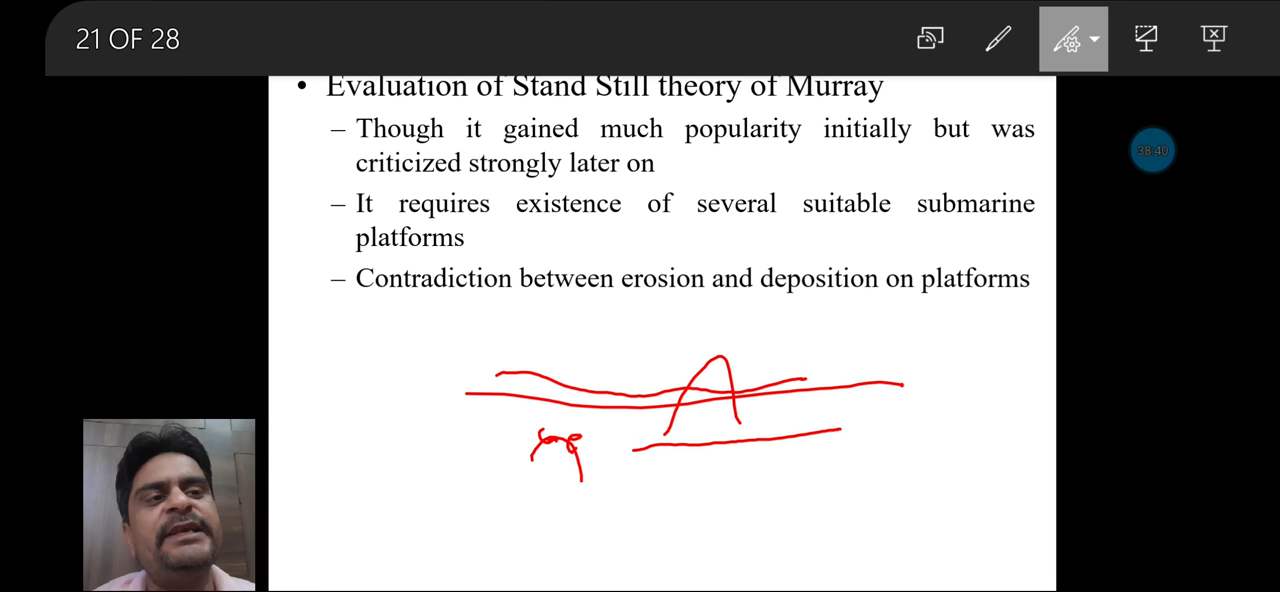 21 OF 28
• Evaluation of Stand Still theory of Murray
– Though it gained much popularity initially but was
criticized strongly later on
– It requires existence of several suitable submarine
platforms
– Contradiction between erosion and deposition on platforms
38:40